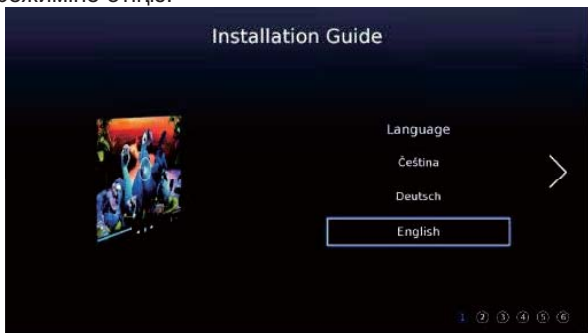 Installation Guide
Language
Čeština
Deutsch
English
1 2 3 4 5 6